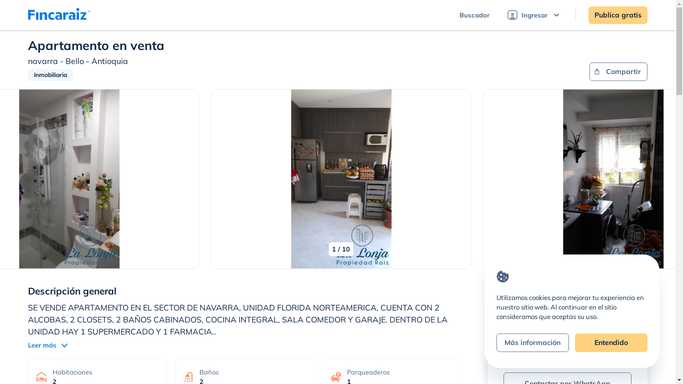 Fincaraiz
Buscador
Ingresar
Publica gratis
Apartamento en venta
navarra - Bello - Antioquia
Inmobiliaria
Compartir
La Lonja
Propiedad Raiz
1 / 10
La Lonja
Propiedad Raiz
La Lonja
Propiedad Raiz
Descripción general
SE VENDE APARTAMENTO EN EL SECTOR DE NAVARRA, UNIDAD FLORIDA NORTEAMERICA, CUENTA CON 2
ALCOBAS, 2 CLOSETS, 2 BAÑOS CABINADOS, COCINA INTEGRAL, SALA COMEDOR Y GARAJE. DENTRO DE LA
UNIDAD HAY 1 SUPERMERCADO Y 1 FARMACIA..
Leer más
Habitaciones
2
Baños
2
Parqueaderos
1
Utilizamos cookies para mejorar tu experiencia en
nuestro sitio web. Al continuar en el sitio
consideramos que aceptas su uso.
Más información
Entendido
Contactar por WhatsApp